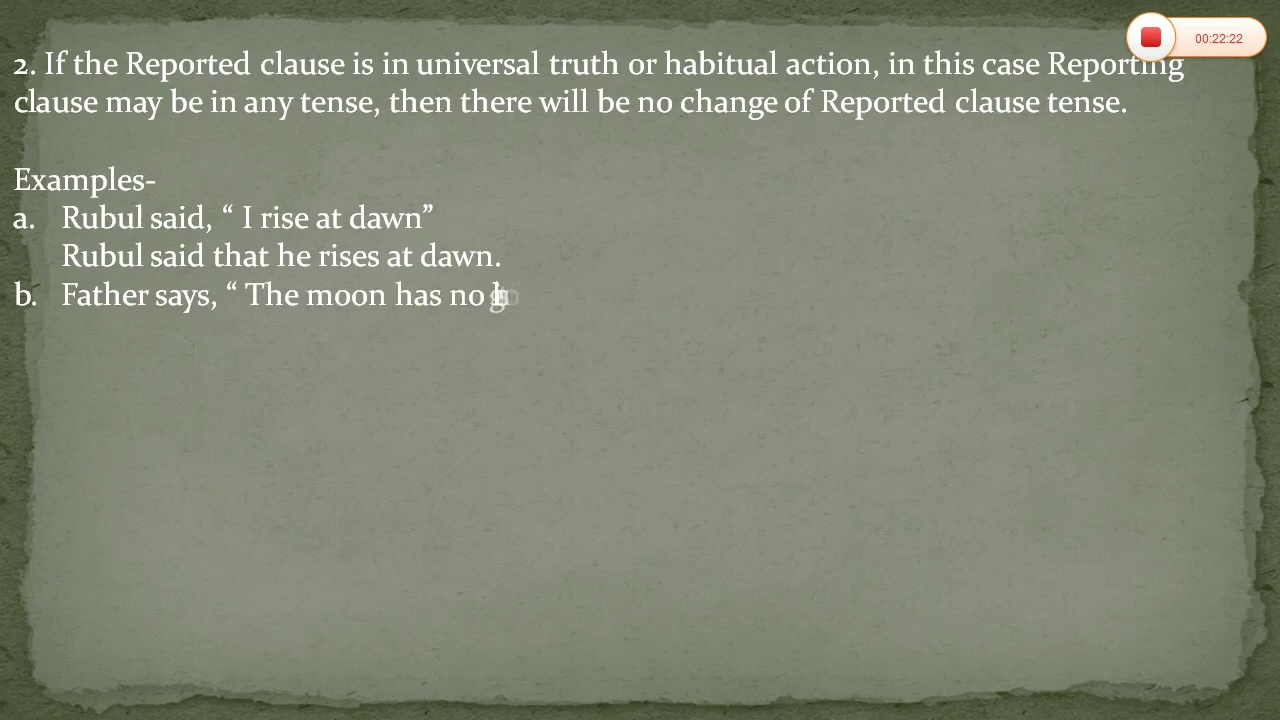 2. If the Reported clause is in universal truth or habitual action, in this case Reporting
clause may be in any tense, then there will be no change of Reported clause tense.
Examples-
a. Rubul said, “ I rise at dawn”
Rubul said that he rises at dawn.
b. Father says, “ The moon has no
00:22:22